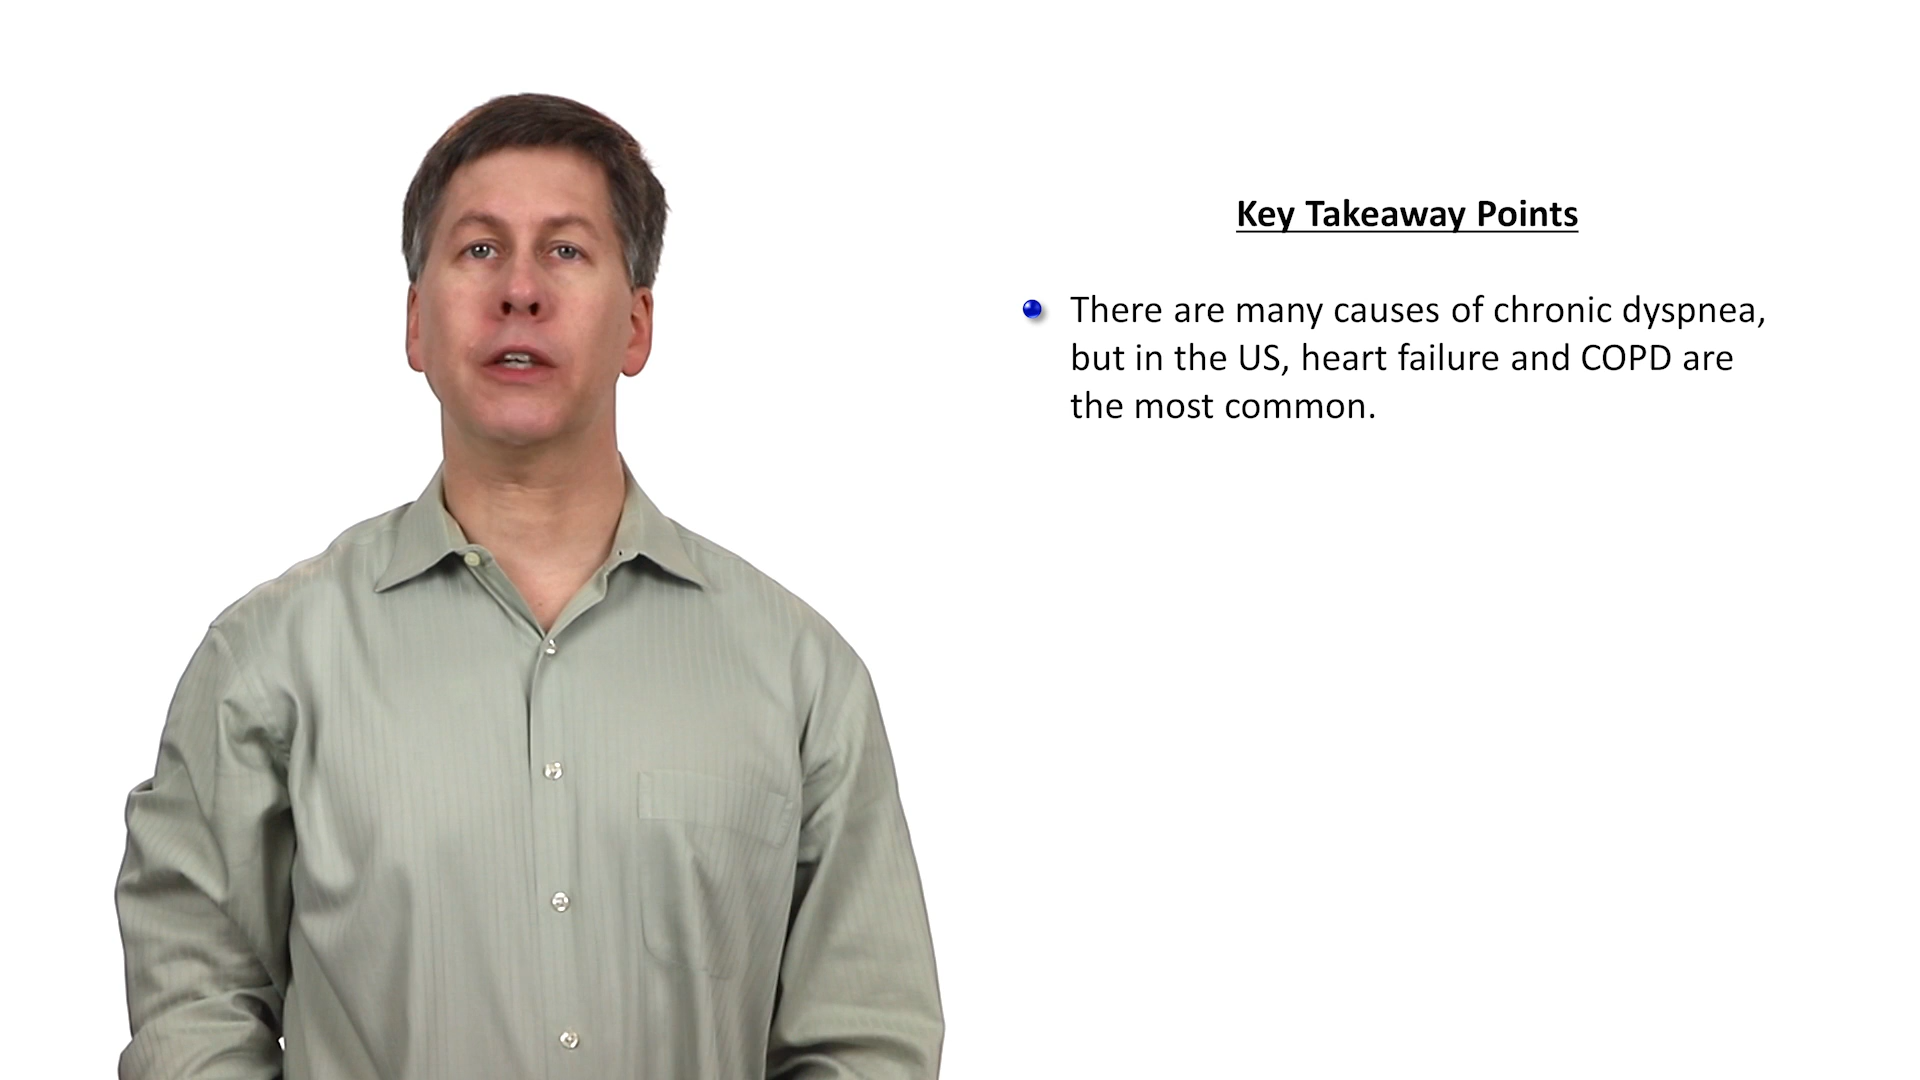 Key Takeaway Points
There are many causes of chronic dyspnea,
but in the US, heart failure and COPD are
the most common.